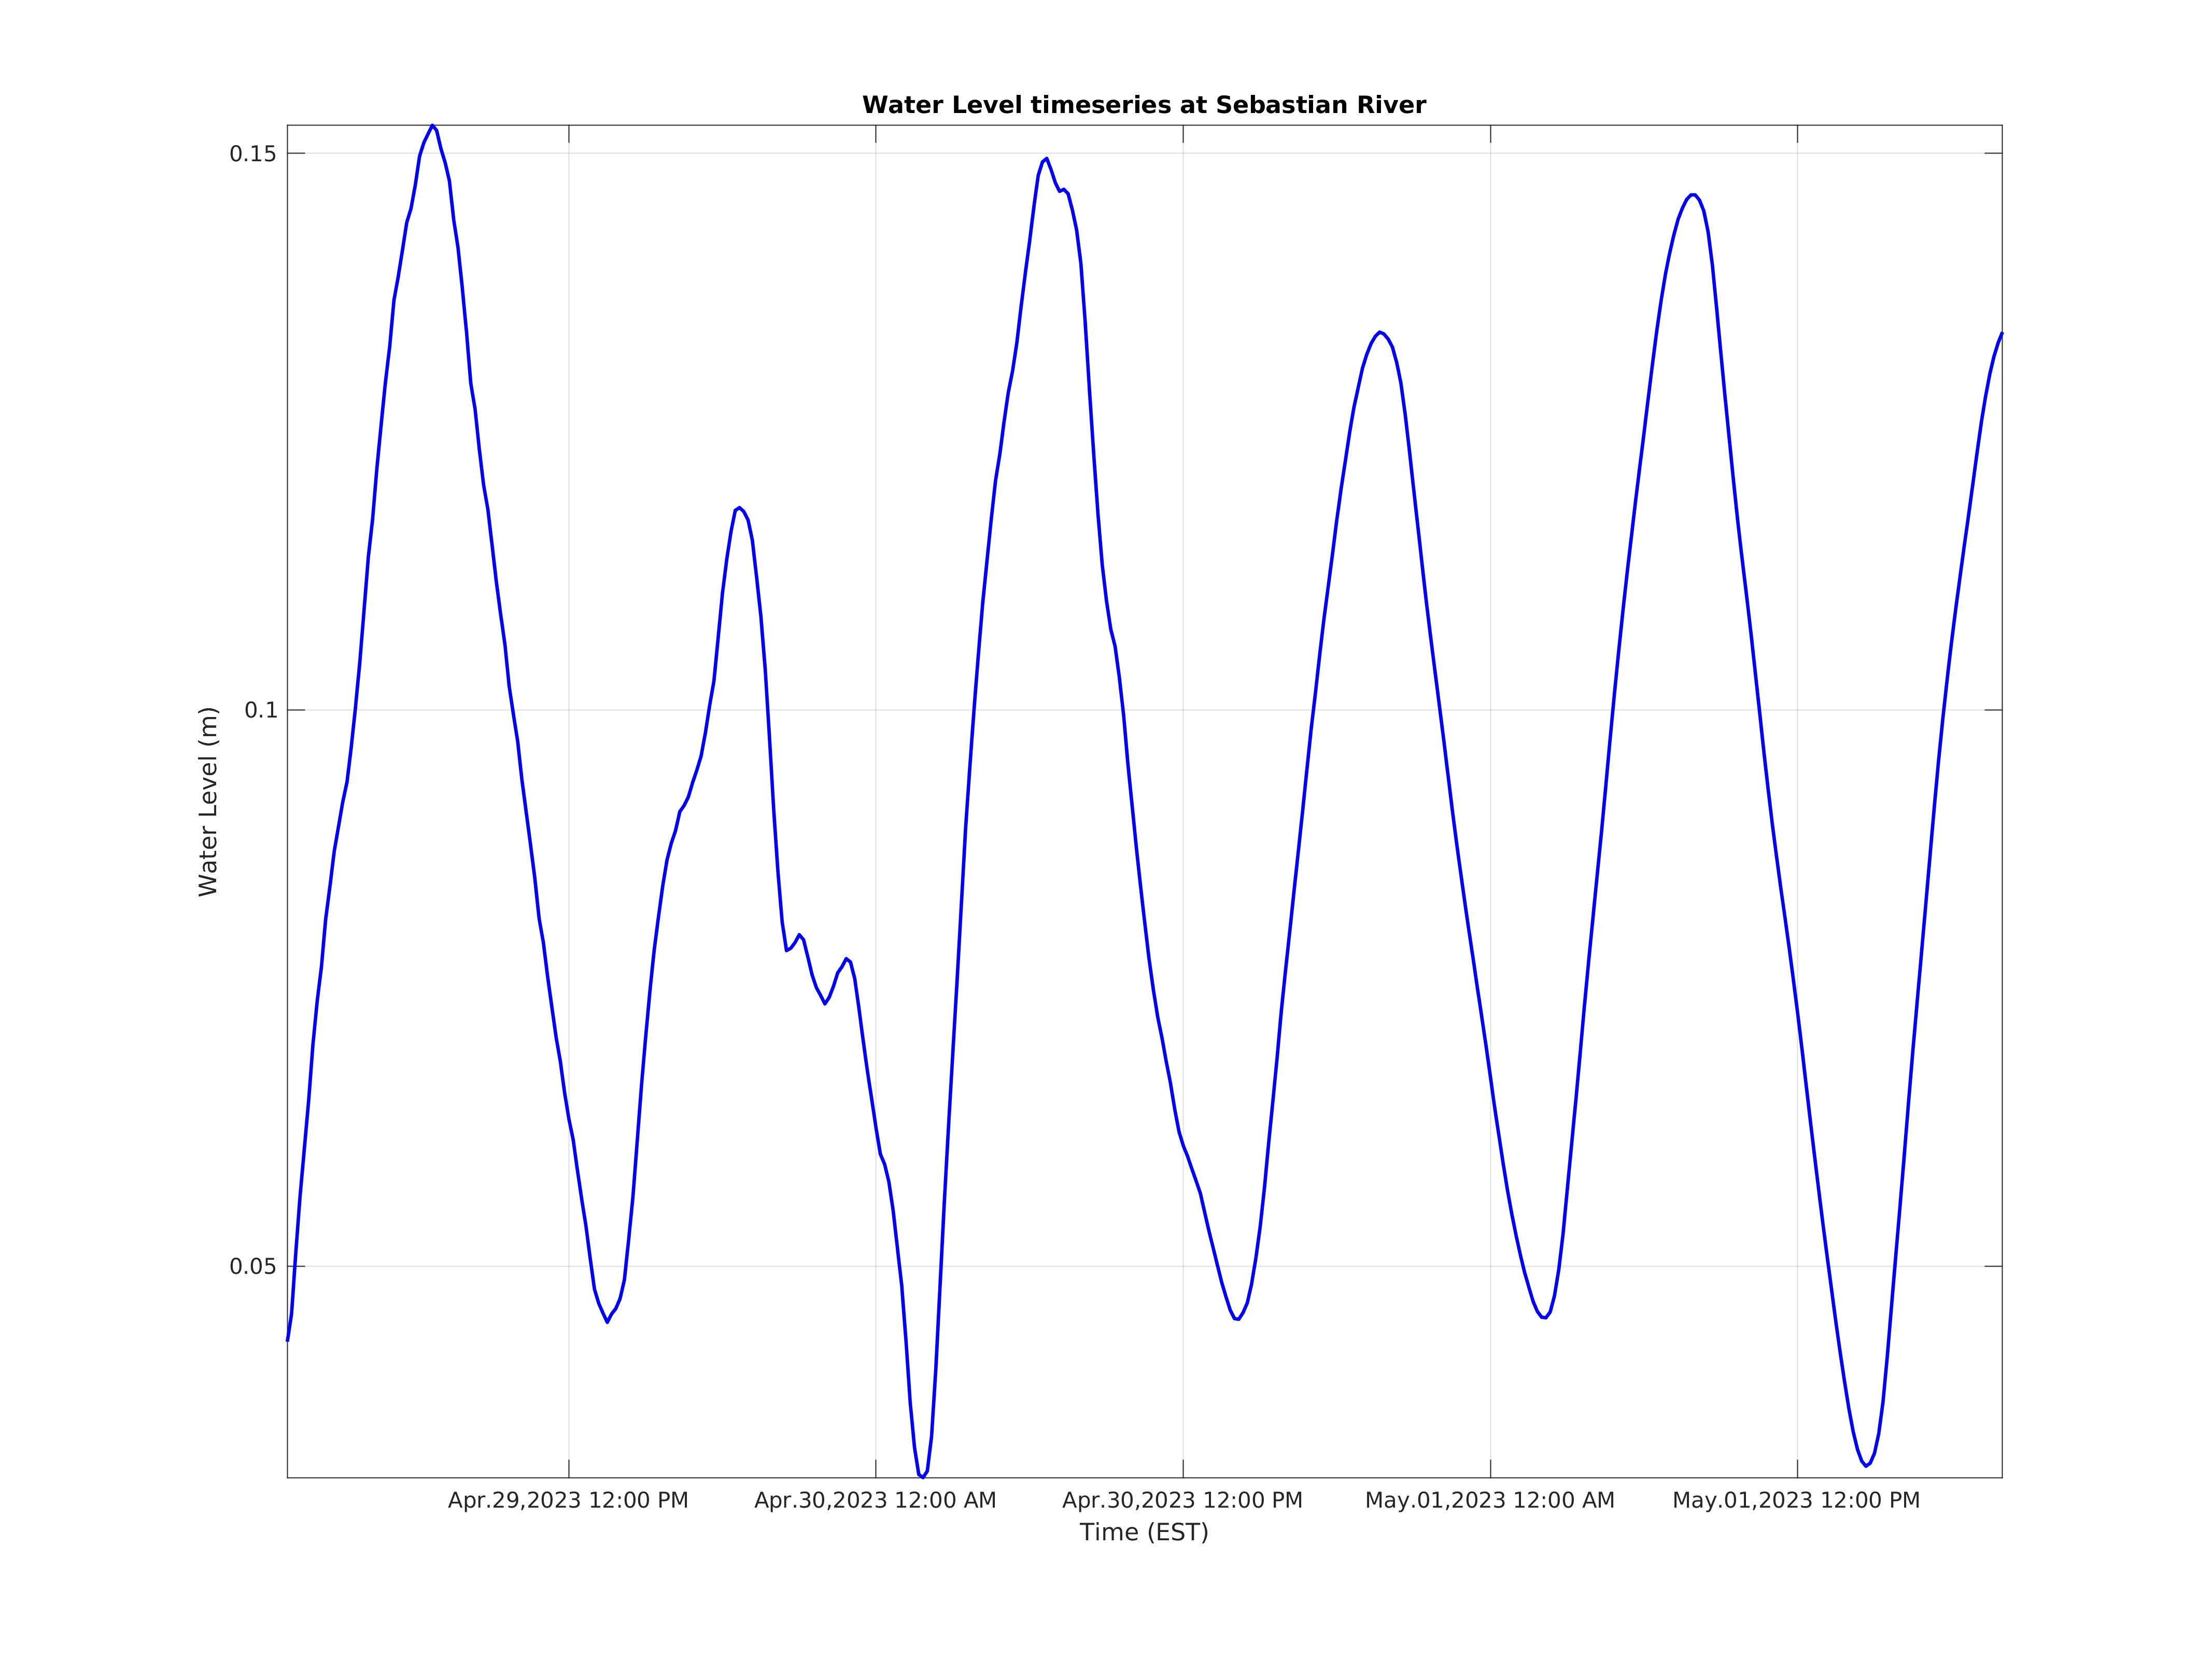 Water Level timeseries at Sebastian River
0.15
0.1
0.05
Water Level (m)
Apr.29,2023 12:00 PM
Apr.30,2023 12:00 AM
Apr.30,2023 12:00 PM
May.01,2023 12:00 AM
May.01,2023 12:00 PM
Time (EST)